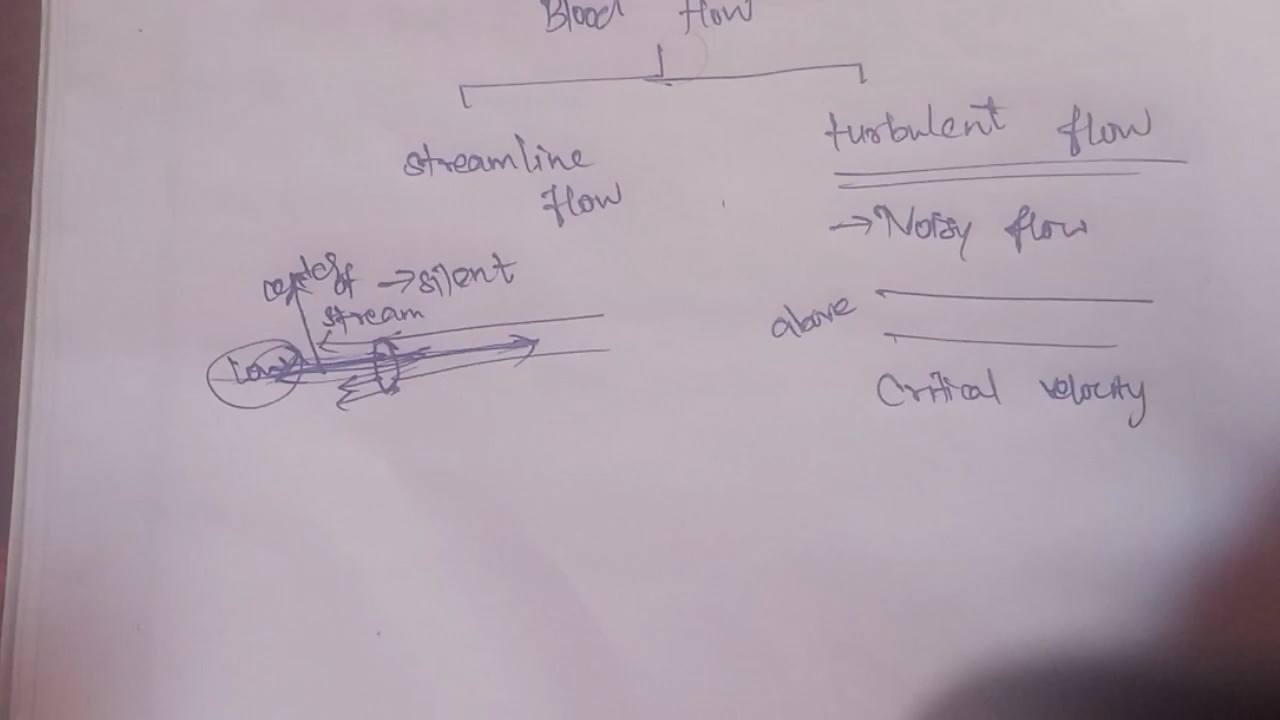 Blood flow
streamline
flow
turbulent flow
→ Noisy flow
→ silent
stream
above
Critical velocity